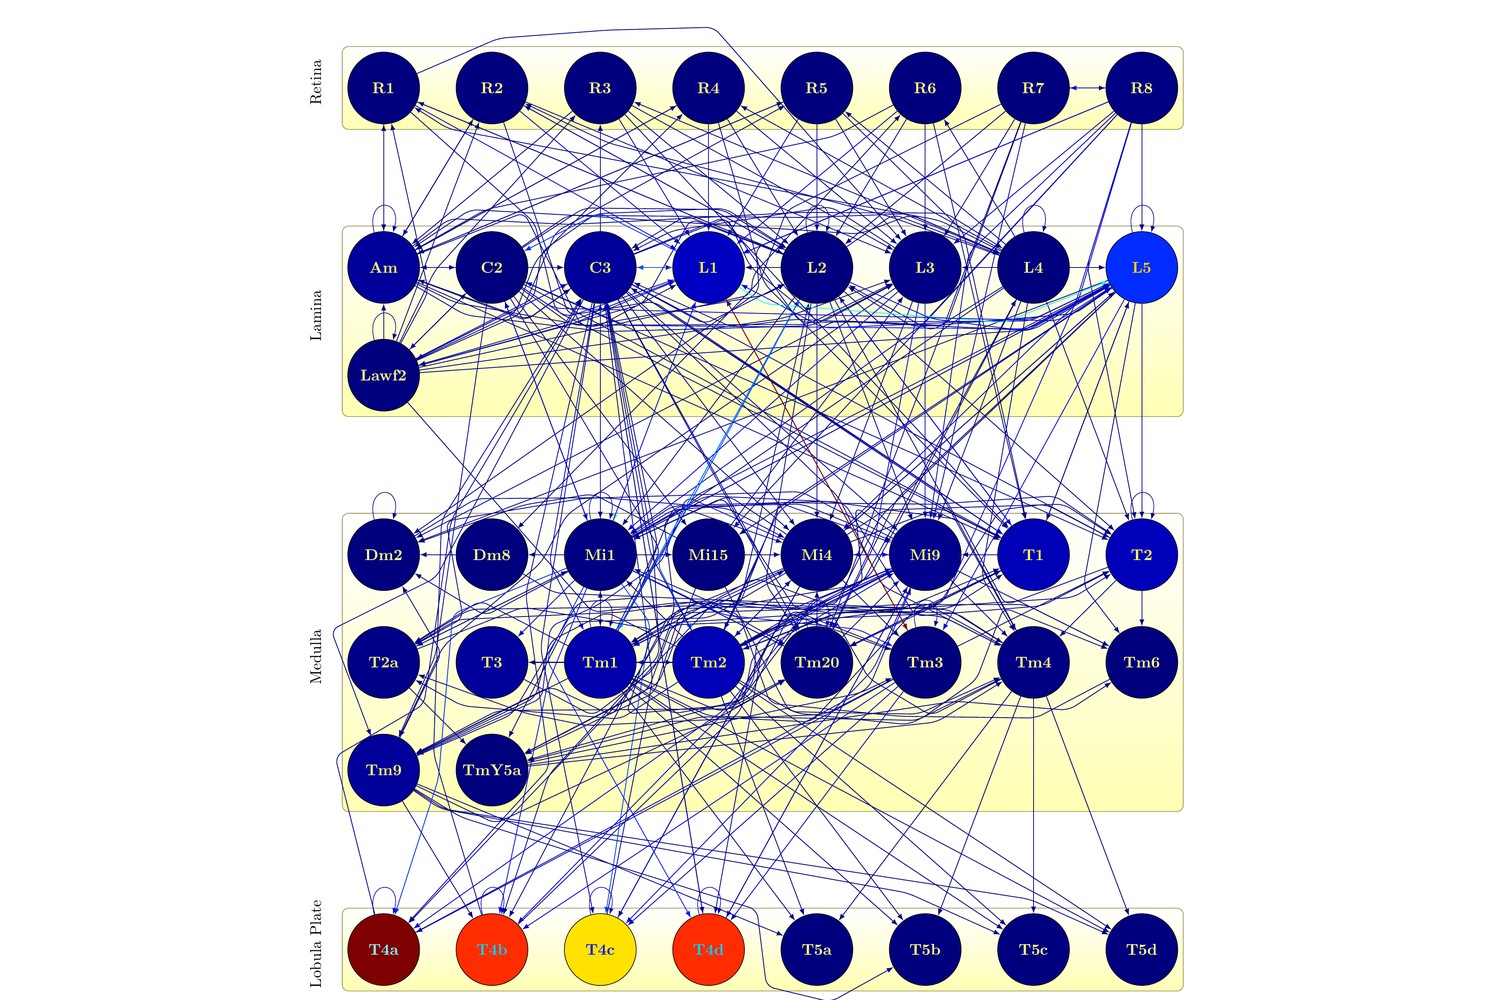 Retina
R1 R2 R3 R4 R5 R6 R7 R8
Lamina
Am C2 C3 L1 L2 L3 L4 L5
Lawf2
Medulla
Dm2 Dm8 Mi1 Mi15 Mi4 Mi9 T1 T2
T2a T3 Tm1 Tm2 Tm20 Tm3 Tm4 Tm6
Tm9 TmY5a
Lobula Plate
T4a T4b T4c T4d T5a T5b T5c T5d